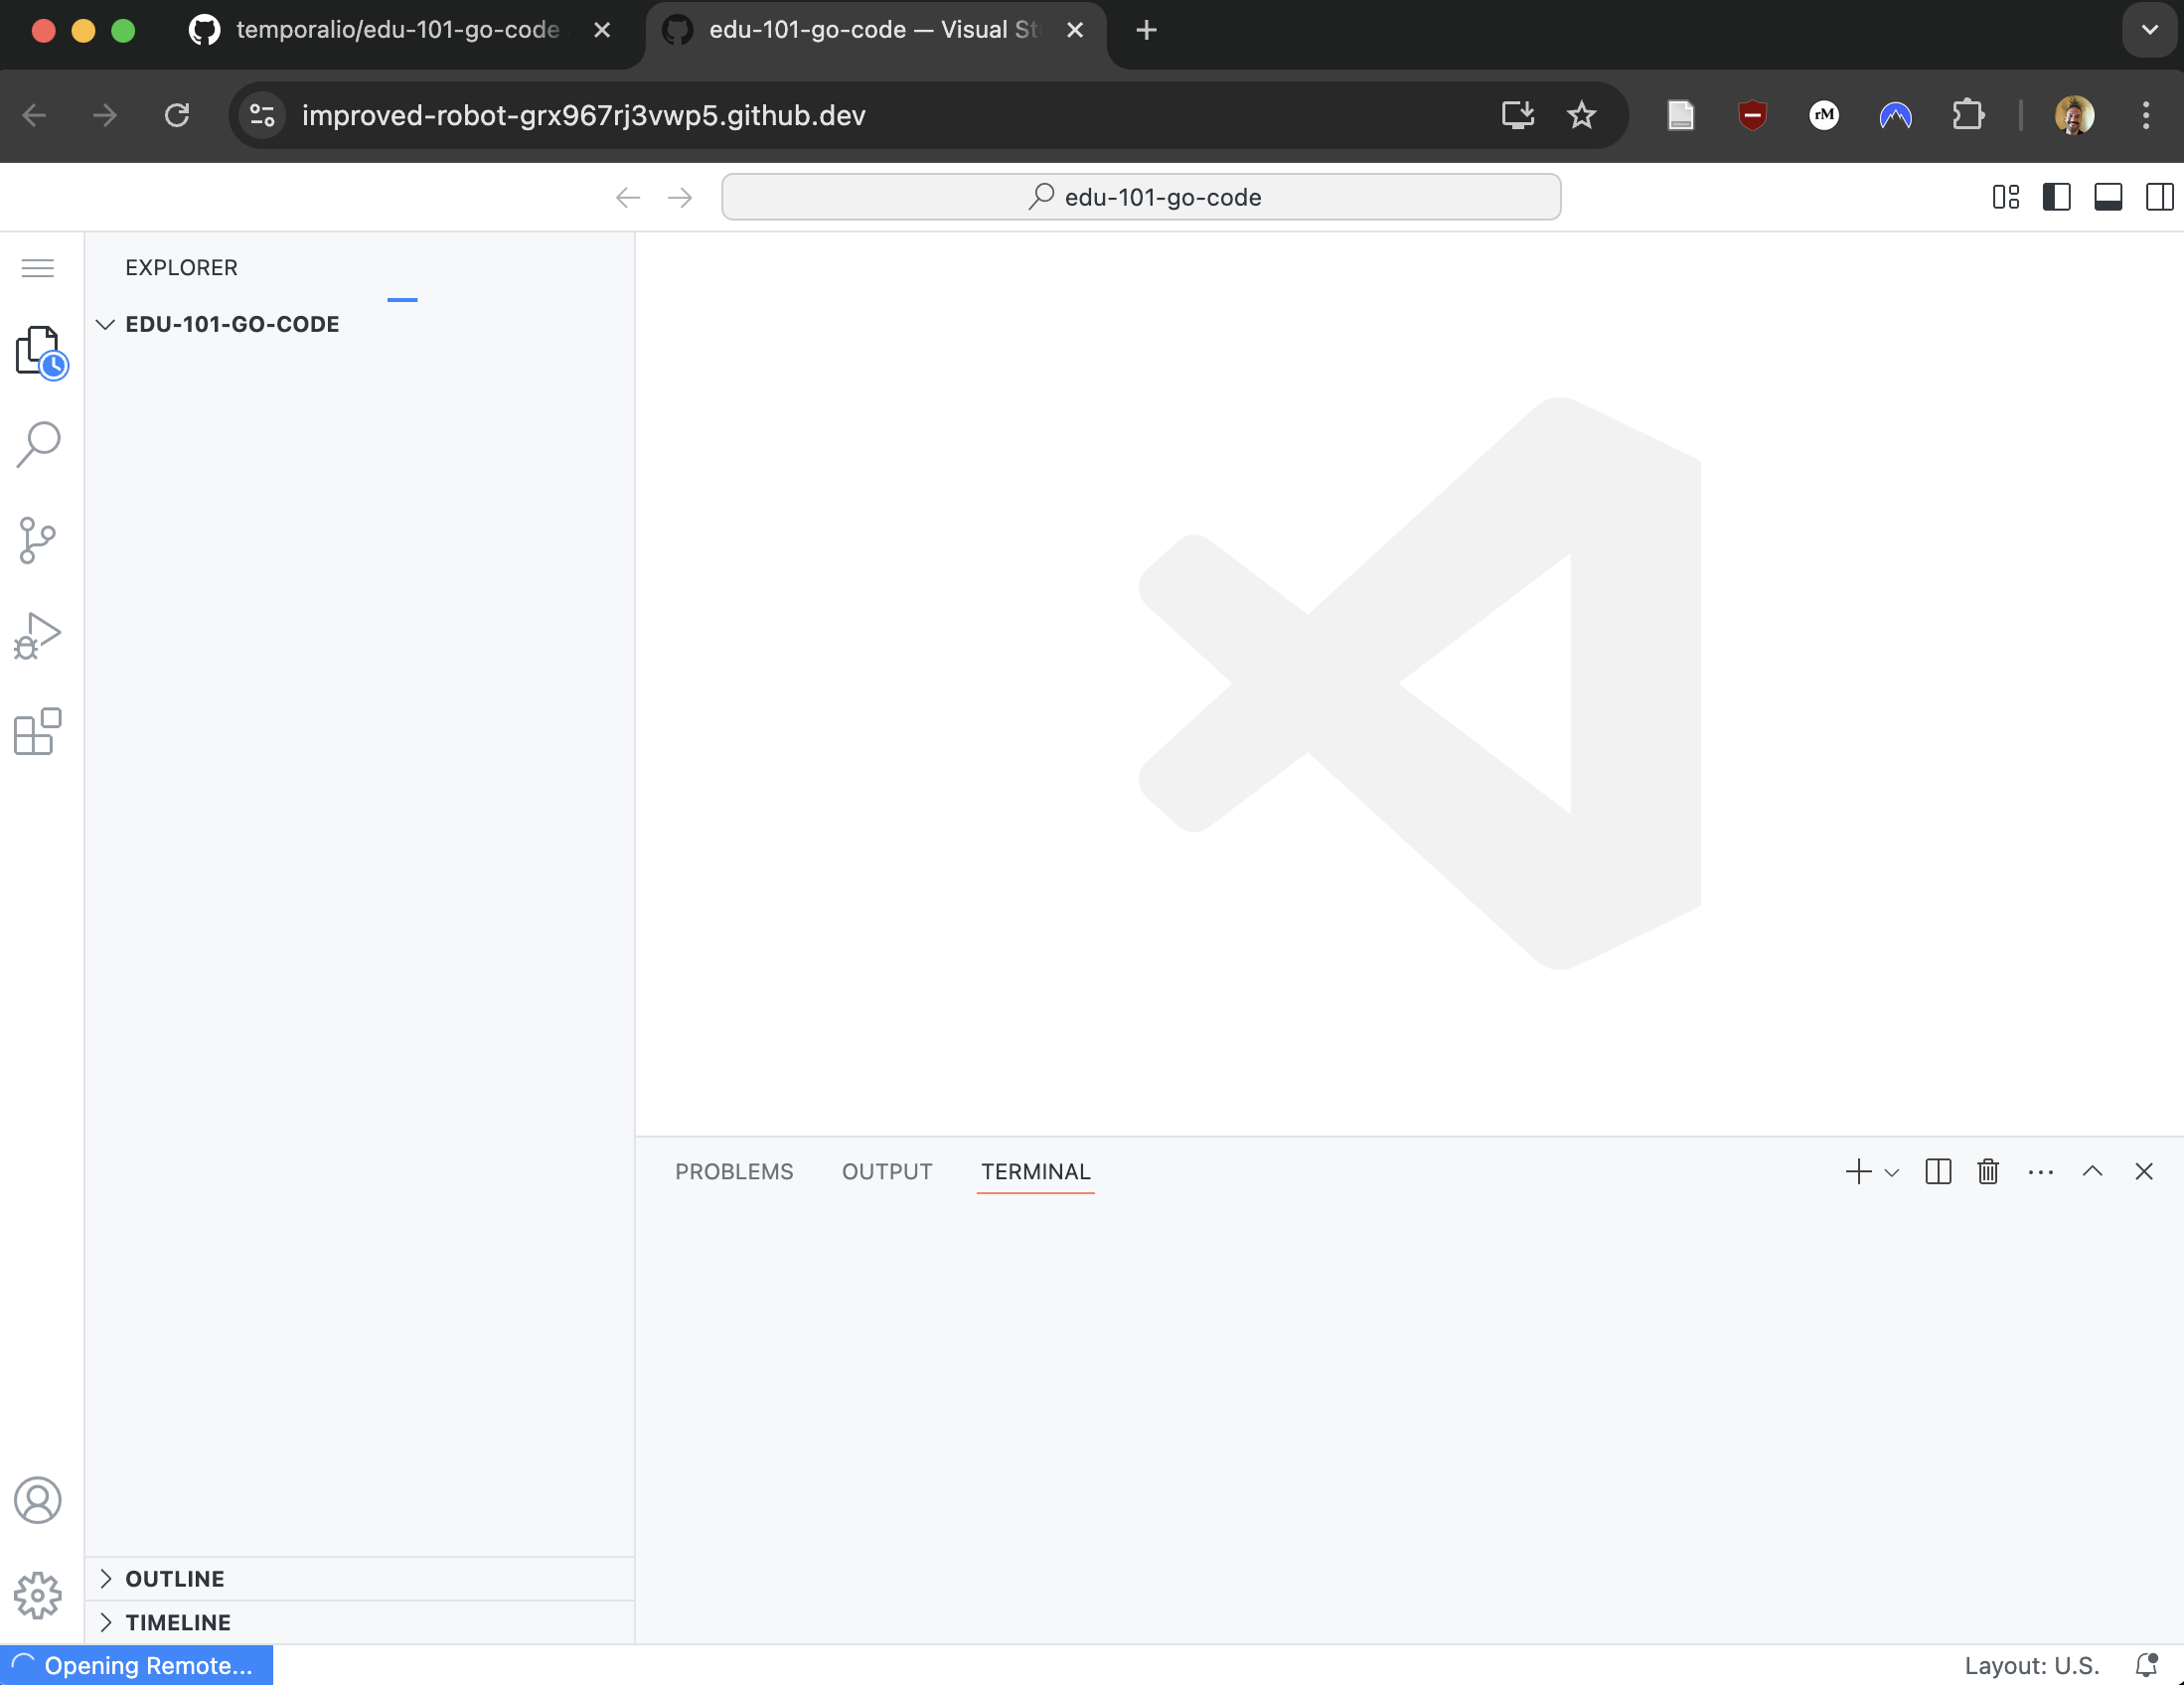 temporalio/edu-101-go-code
edu-101-go-code — Visual St
improved-robot-grx967rj3vwp5.github.dev
rM
edu-101-go-code
EXPLORER
EDU-101-GO-CODE
PROBLEMS
OUTPUT
TERMINAL
OUTLINE
TIMELINE
Opening Remote...
Layout: U.S.